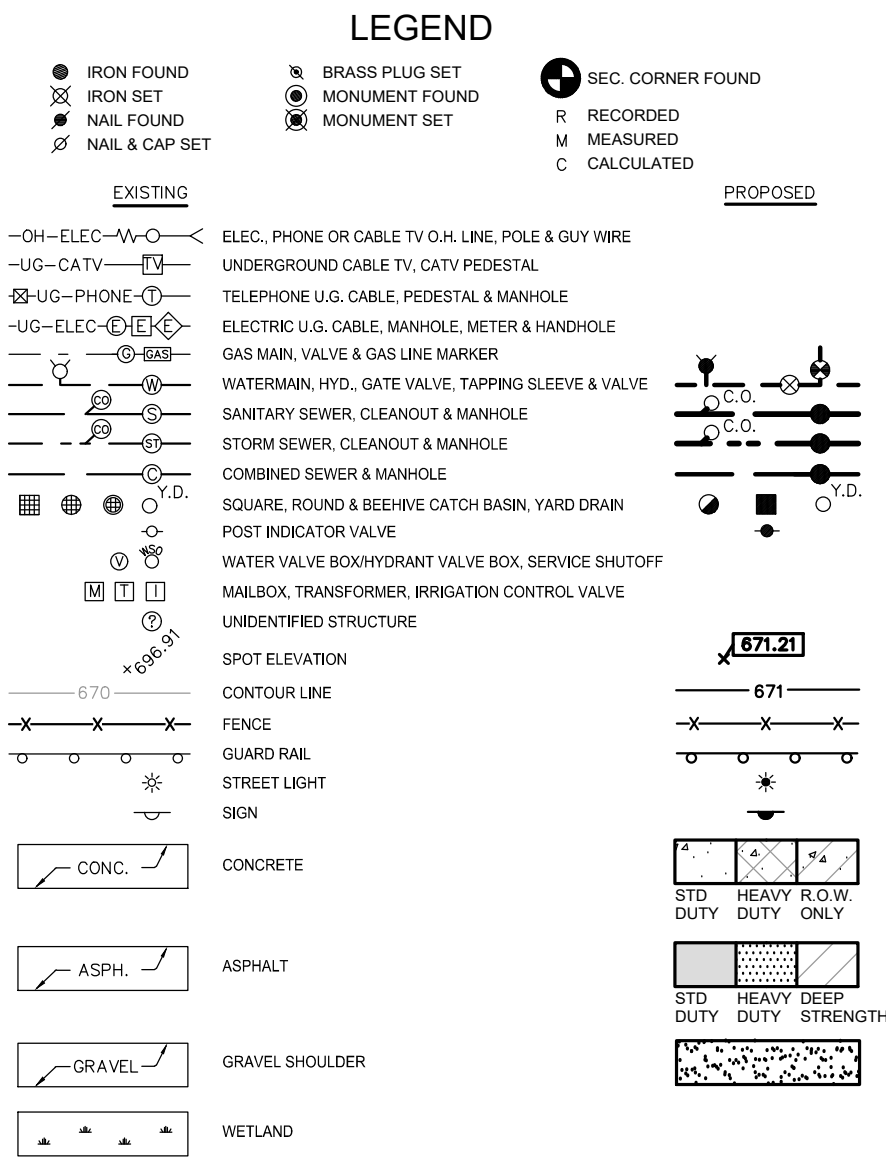 LEGEND
IRON FOUND
IRON SET
NAIL FOUND
NAIL & CAP SET
BRASS PLUG SET
MONUMENT FOUND
MONUMENT SET
SEC. CORNER FOUND
R RECORDED
M MEASURED
C CALCULATED
EXISTING
PROPOSED
OH-ELEC ELEC., PHONE OR CABLE TV O.H. LINE, POLE & GUY WIRE
UG-CATV TV UNDERGROUND CABLE TV, CATV PEDESTAL
UG-PHONE T TELEPHONE U.G. CABLE, PEDESTAL & MANHOLE
UG-ELEC E E E ELECTRIC U.G. CABLE, MANHOLE, METER & HANDHOLE
G GAS GAS MAIN, VALVE & GAS LINE MARKER
W WATERMAIN, HYD., GATE VALVE, TAPPING SLEEVE & VALVE
CO S SANITARY SEWER, CLEANOUT & MANHOLE C.O.
CO ST STORM SEWER, CLEANOUT & MANHOLE C.O.
C COMBINED SEWER & MANHOLE
Y.D. SQUARE, ROUND & BEEHIVE CATCH BASIN, YARD DRAIN Y.D.
POST INDICATOR VALVE
V WSO WATER VALVE BOX/HYDRANT VALVE BOX, SERVICE SHUTOFF
M T I MAILBOX, TRANSFORMER, IRRIGATION CONTROL VALVE
? UNIDENTIFIED STRUCTURE
+696.91 SPOT ELEVATION 671.21
670 CONTOUR LINE 671
X X X FENCE X X X
GUARD RAIL
STREET LIGHT
SIGN
CONC. CONCRETE
STD DUTY
HEAVY DUTY
R.O.W. ONLY
ASPH. ASPHALT
STD DUTY
HEAVY DUTY
DEEP STRENGTH
GRAVEL GRAVEL SHOULDER
WETLAND